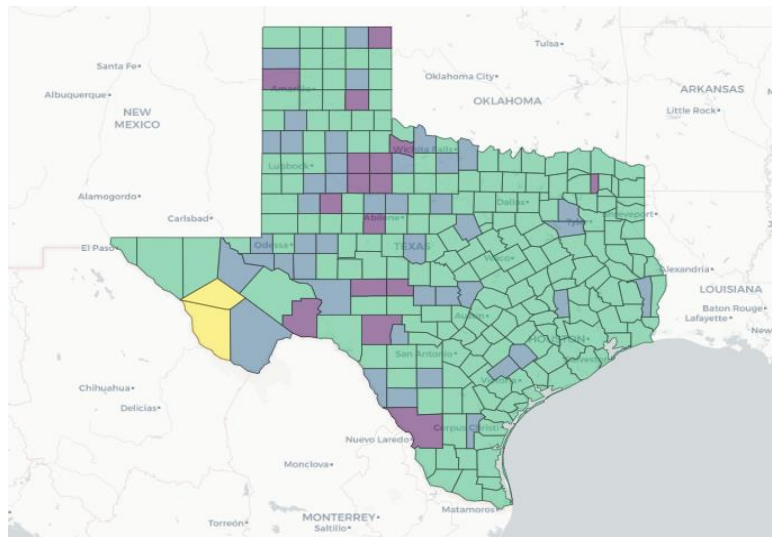 Tulsa
Santa Fe
Amarillo
Oklahoma City
ARKANSAS
Albuquerque
OKLAHOMA
Little Rock
NEW
MEXICO
Wichita Falls
Lubbock
Alamogordo
Dallas
Shreveport
Carlsbad
Abilene
Tyler
El Paso
Odessa
TEXAS
Waco
Alexandria
LOUISIANA
Baton Rouge
Austin
Lafayette
New
HOUSTON
San Antonio
Galveston
Chihuahua
Victoria
Delicias
Corpus Christi
Nuevo Laredo
Monclova
Torreón
MONTERREY
Matamoros
Saltillo